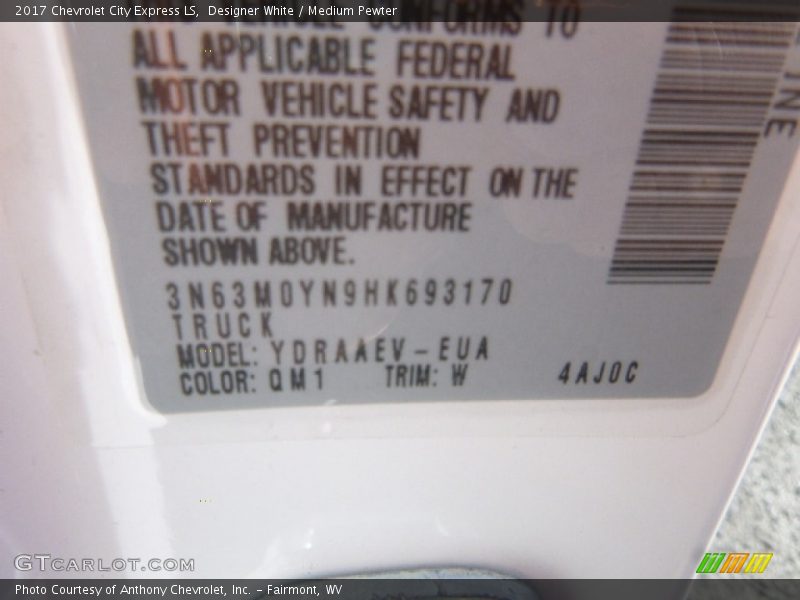 2017 Chevrolet City Express LS, Designer White / Medium Pewter
CONFORMS TO
ALL APPLICABLE FEDERAL
MOTOR VEHICLE SAFETY AND
THEFT PREVENTION
STANDARDS IN EFFECT ON THE
DATE OF MANUFACTURE
SHOWN ABOVE.
3N63M0YN9HK693170
TRUCK
MODEL: YDRAAEV-EUA
COLOR: QM1 TRIM: W 4AJ0C
GTCARLOT.COM
Photo Courtesy of Anthony Chevrolet, Inc. – Fairmont, WV